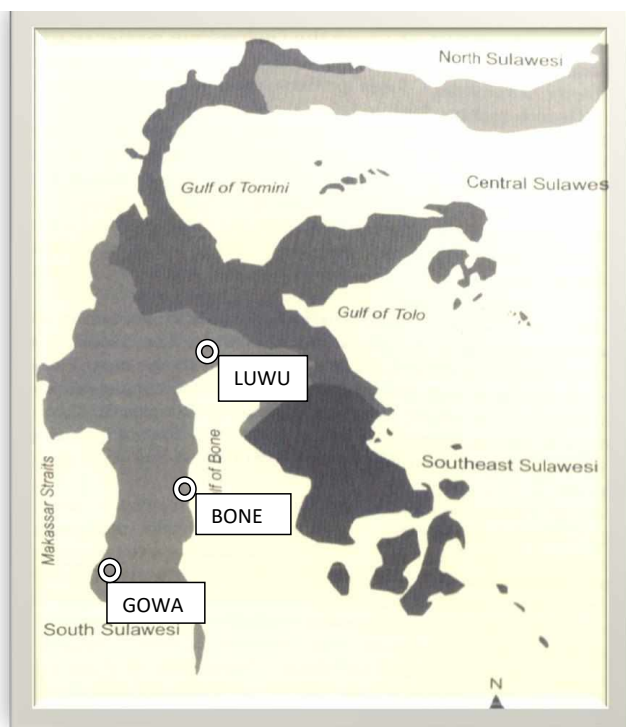 North Sulawesi
Gulf of Tomini
Central Sulawes
Gulf of Tolo
LUWU
Makassar Straits
lf of Bone
Southeast Sulawesi
BONE
GOWA
South Sulawesi
N